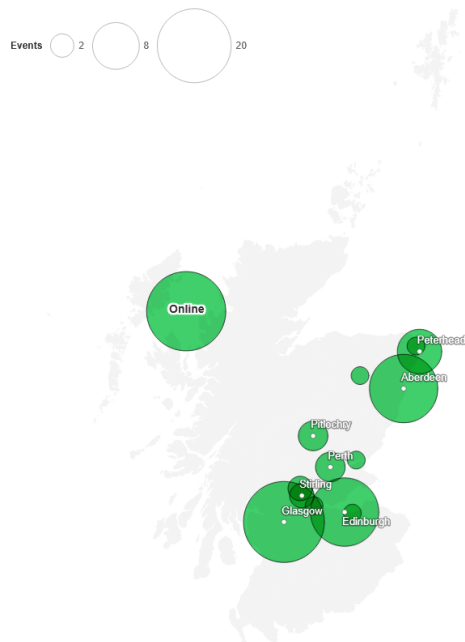 Events 2 8 20
Online
Peterhead
Aberdeen
Pitlochry
Perth
Stirling
Glasgow
Edinburgh